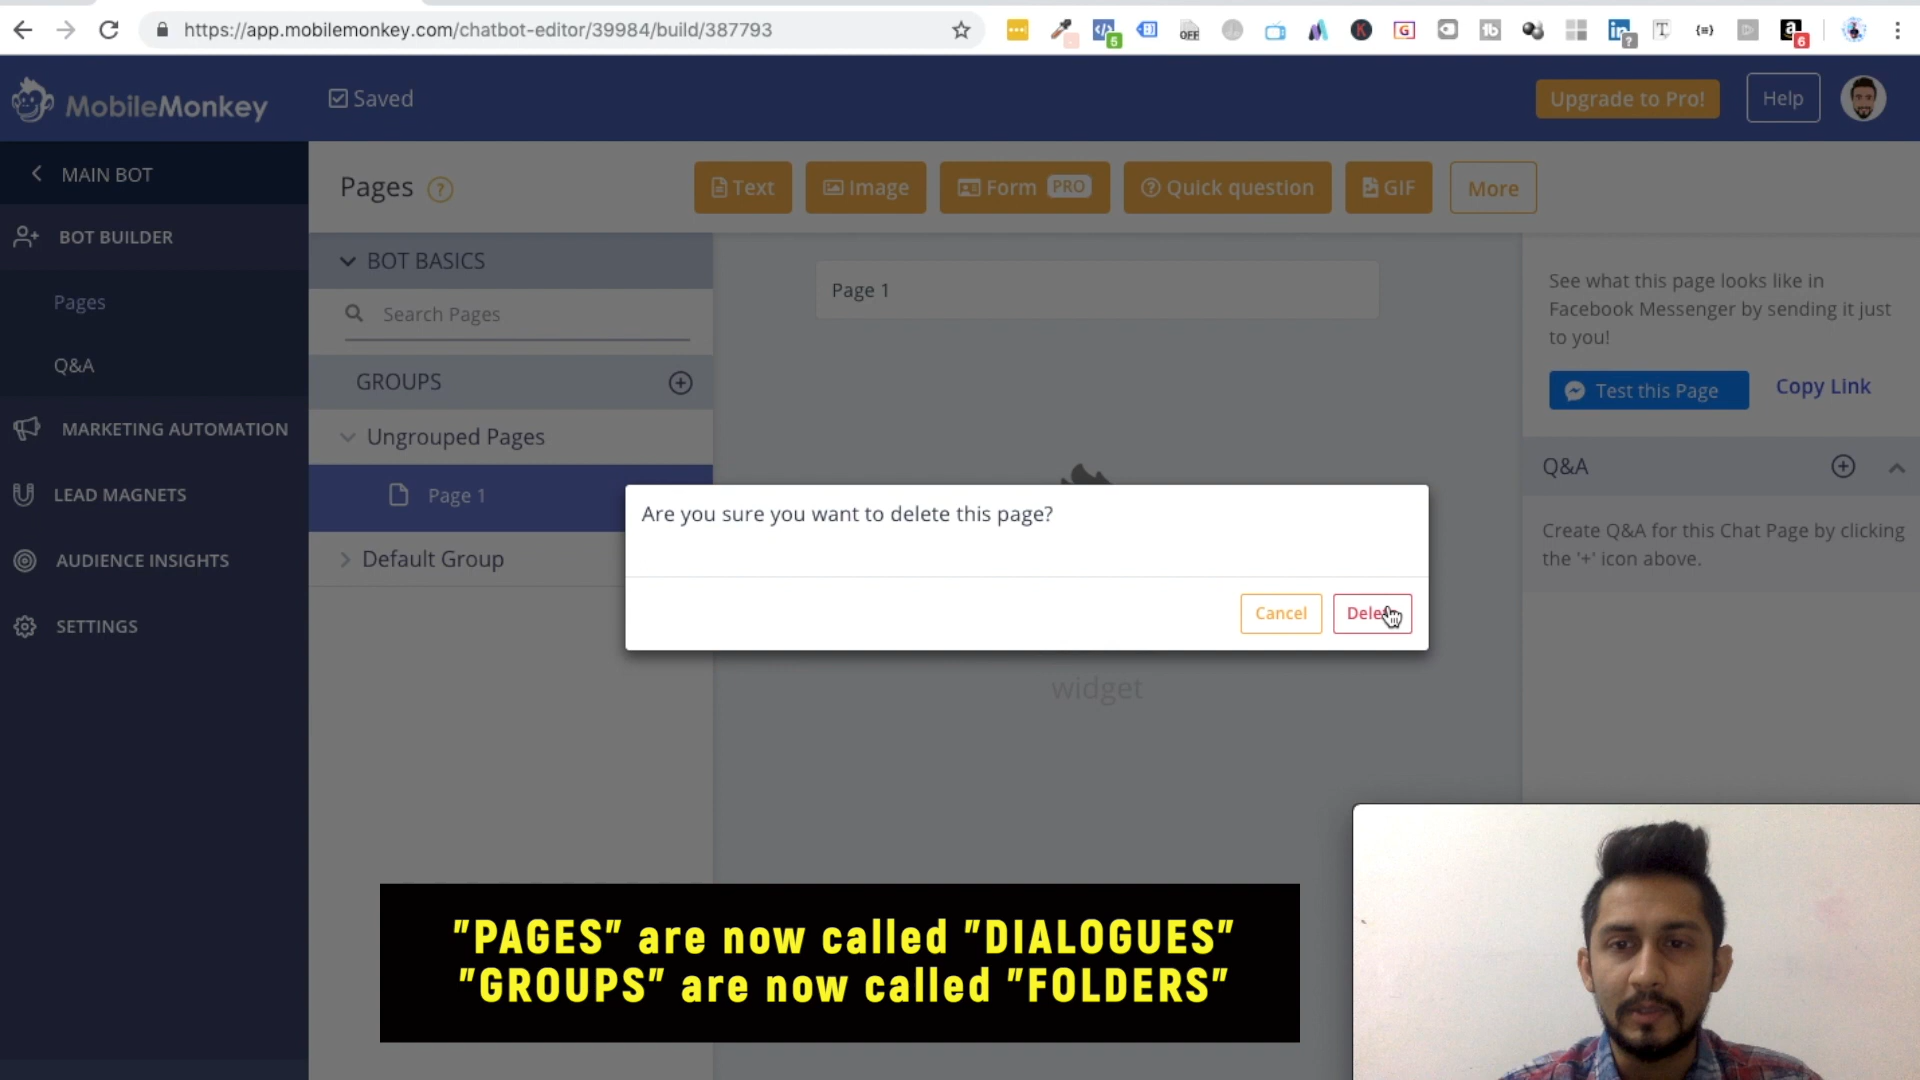 https://app.mobilemonkey.com/chatbot-editor/39984/build/387793
5
OFF
K
G
tb
in
?
T
{≡}
a
6
MobileMonkey
Saved
Upgrade to Pro!
Help
MAIN BOT
BOT BUILDER
Pages
Q&A
MARKETING AUTOMATION
LEAD MAGNETS
AUDIENCE INSIGHTS
SETTINGS
Pages ?
Text
Image
Form PRO
Quick question
GIF
More
BOT BASICS
Search Pages
GROUPS
Ungrouped Pages
Page 1
Default Group
Page 1
widget
See what this page looks like in
Facebook Messenger by sending it just
to you!
Test this Page
Copy Link
Q&A
Create Q&A for this Chat Page by clicking
the '+' icon above.
Are you sure you want to delete this page?
Cancel
"PAGES" are now called "DIALOGUES"
"GROUPS" are now called "FOLDERS"